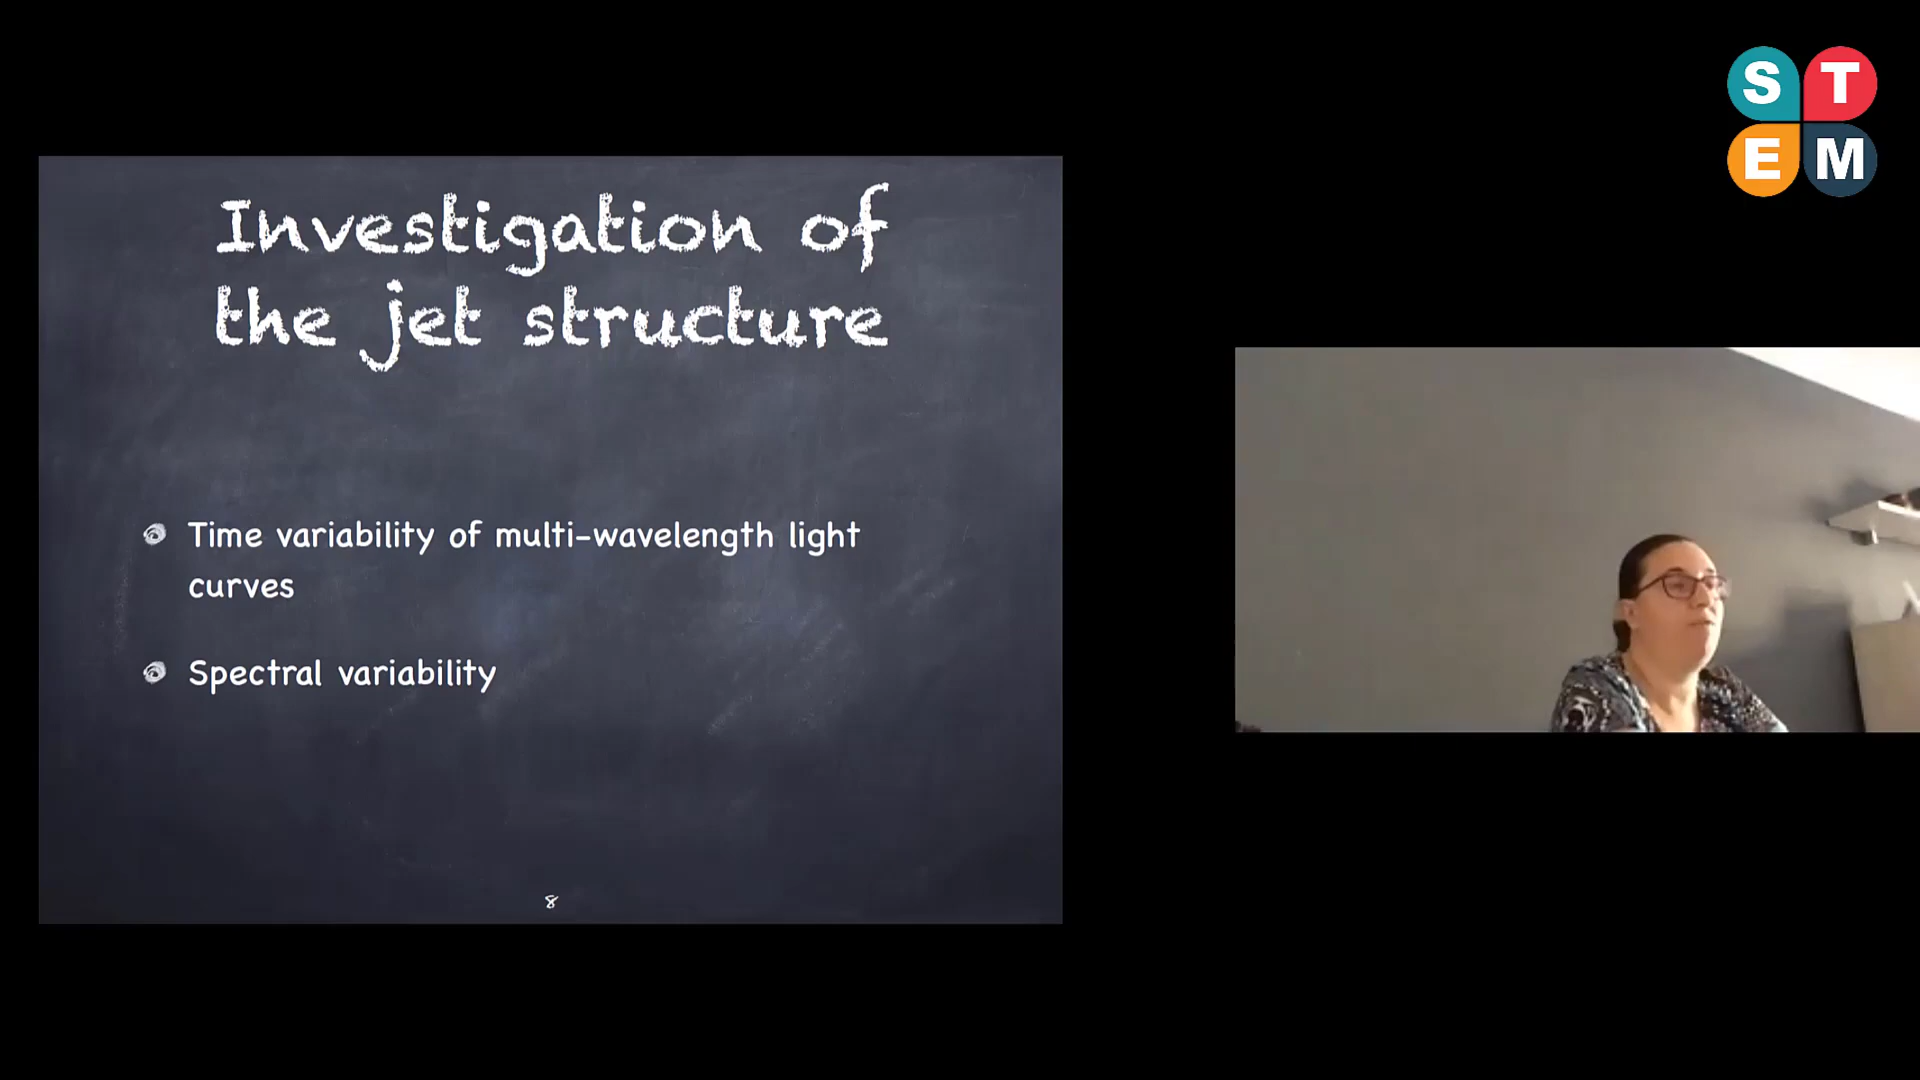 Investigation of
the jet structure
Time variability of multi-wavelength light
curves
Spectral variability
8
S T
E M